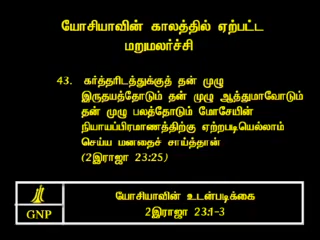 யோசியாவின் காலத்தில் ஏற்பட்ட
மறுமலர்ச்சி
43. கர்த்தரிடத்துக்குத் தன் முழு
இருதயத்தோடும் தன் முழு ஆத்துமாவோடும்
தன் முழு பலத்தோடும் மோசேயின்
நியாயப்பிரமாணத்திற்கு ஏற்றபடியெல்லாம்
செய்ய மனதைச் சாய்த்தான்
(2இராஜா 23:25)
யோசியாவின் உடன்படிக்கை
GNP
2இராஜா 23:1-3